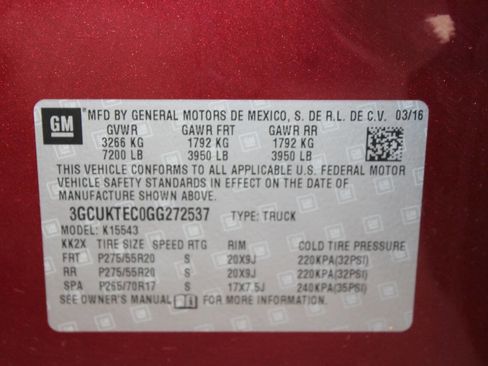 GM
MFD BY GENERAL MOTORS DE MEXICO, S. DE R.L. DE C.V. 03/16
GVWR GAWR FRT GAWR RR
3266 KG 1792 KG 1792 KG
7200 LB 3950 LB 3950 LB
THIS VEHICLE CONFORMS TO ALL APPLICABLE U.S. FEDERAL MOTOR
VEHICLE SAFETY STANDARDS IN EFFECT ON THE DATE OF
MANUFACTURE SHOWN ABOVE.
3GCUKTEC0GG272537 TYPE: TRUCK
MODEL: K15543
KK2X TIRE SIZE SPEED RTG RIM COLD TIRE PRESSURE
FRT P275/55R20 S 20X9J 220KPA(32PSI)
RR P275/55R20 S 20X9J 220KPA(32PSI)
SPA P265/70R17 S 17X7.5J 240KPA(35PSI)
SEE OWNER'S MANUAL FOR MORE INFORMATION.